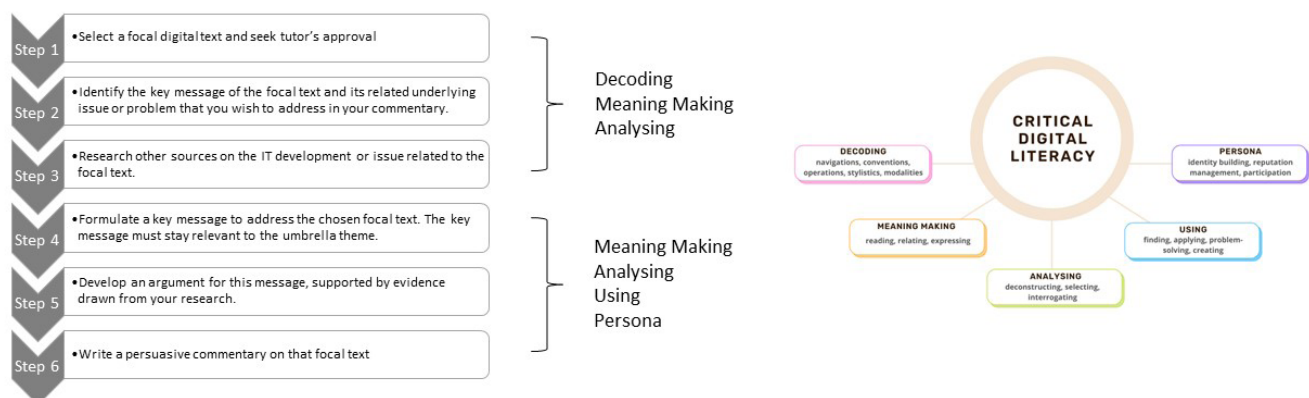 Step 1
•Select a focal digital text and seek tutor's approval
Step 2
•Identify the key message of the focal text and its related underlying
issue or problem that you wish to address in your commentary.
Step 3
•Research other sources on the IT development or issue related to the
focal text.
Step 4
•Formulate a key message to address the chosen focal text. The key
message must stay relevant to the umbrella theme.
Step 5
•Develop an argument for this message, supported by evidence
drawn from your research.
Step 6
•Write a persuasive commentary on that focal text
Decoding
Meaning Making
Analysing
Meaning Making
Analysing
Using
Persona
CRITICAL
DIGITAL
LITERACY
DECODING
navigations, conventions,
operations, stylistics, modalities
PERSONA
identity building, reputation
management, participation
MEANING MAKING
reading, relating, expressing
USING
finding, applying, problem-
solving, creating
ANALYSING
deconstructing, selecting,
interrogating